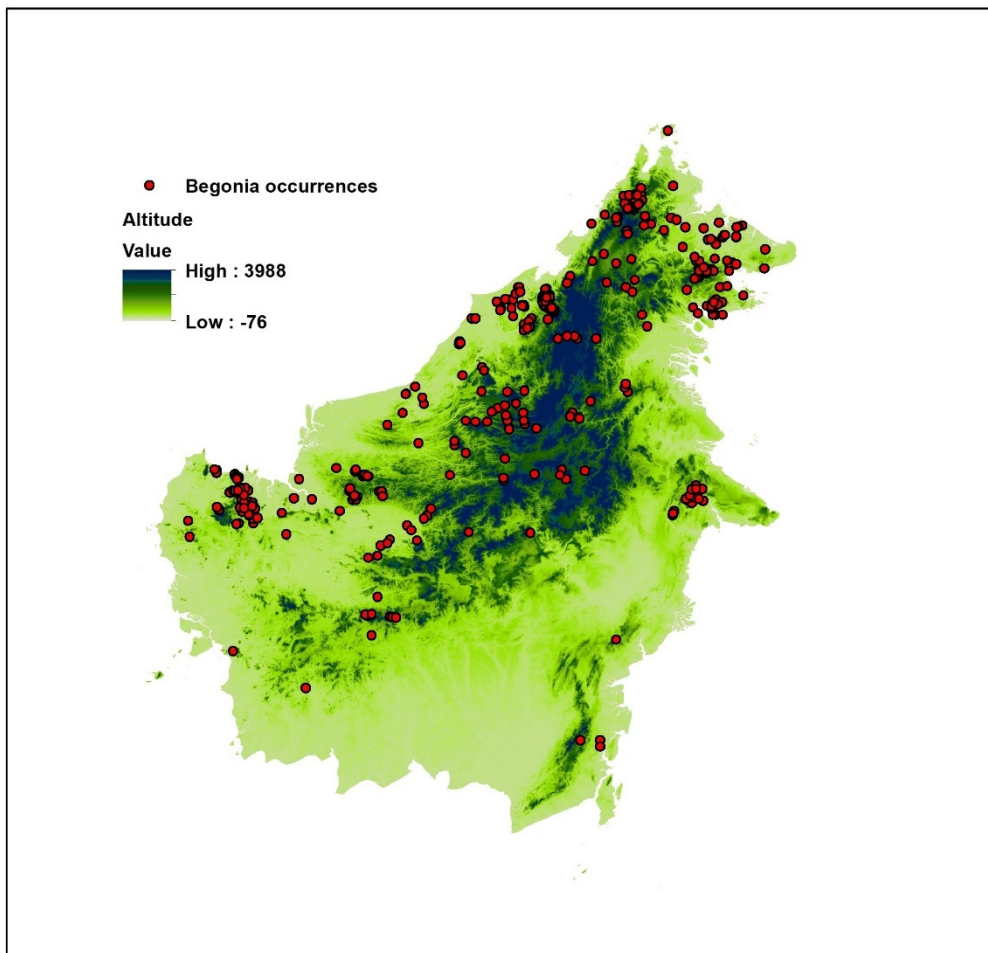 Begonia occurrences
Altitude
Value
High : 3988
Low : -76